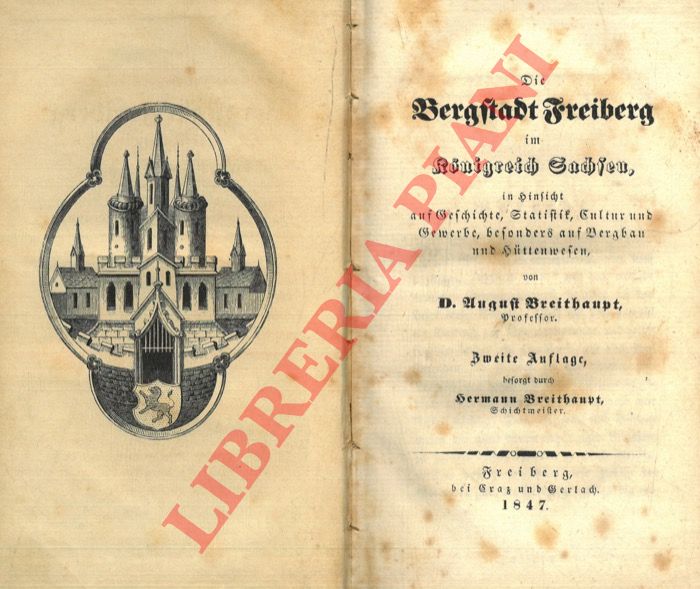 Die
Bergstadt Freiberg
im
Königreich Sachsen,
in Hinsicht
auf Geschichte, Statistik, Cultur und
Gewerbe, besonders auf Bergbau
und Hüttenwesen,
von
D. August Breithaupt,
Professor.
Zweite Auflage,
besorgt durch
Hermann Breithaupt,
Schichtmeister.
Freiberg,
bei Craz und Gerlach.
1847.
LIBRERIA PIANI